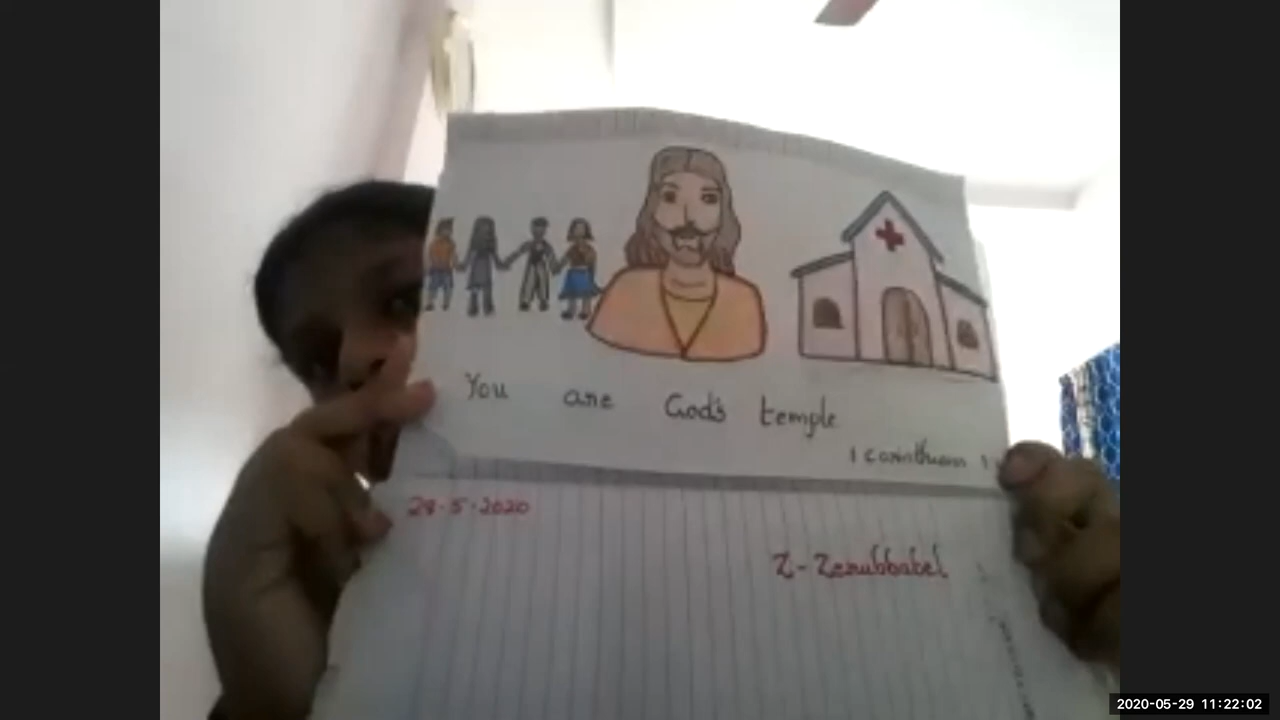 You are God's temple
1 corinthians
28-5-2020
Z- Zerubbabel
2020-05-29 11:22:02